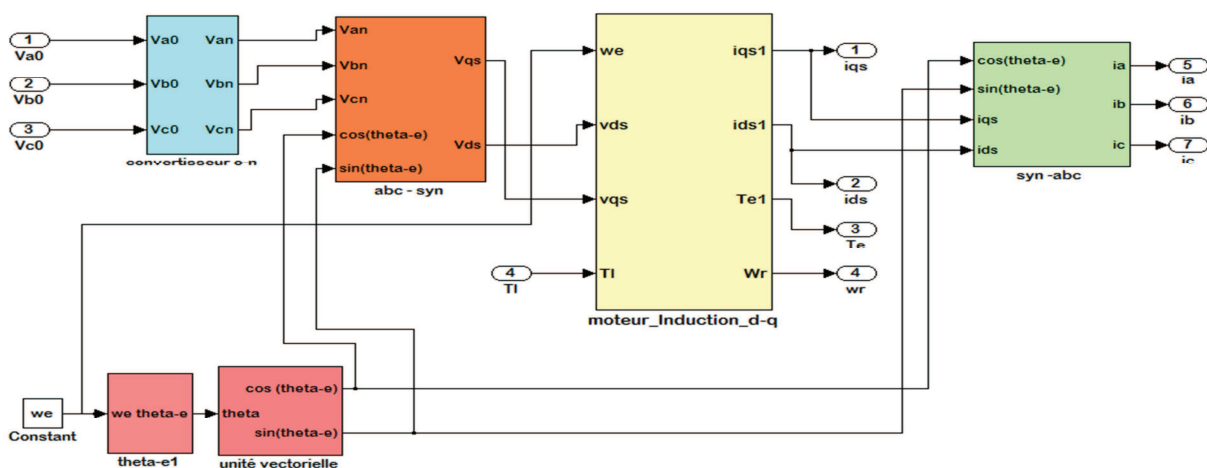 1
Va0
2
Vb0
3
Vc0
Va0 Van
Vb0 Vbn
Vc0 Vcn
convertisseur o-n
Van
Vbn
Vcn
cos(theta-e)
sin(theta-e)
Vqs
Vds
abc - syn
we
vds
vqs
Tl
iqs1
ids1
Te1
Wr
moteur_Induction_d-q
4
Tl
1
iqs
2
ids
3
Te
4
wr
cos(theta-e)
sin(theta-e)
iqs
ids
ia
ib
ic
syn -abc
5
ia
6
ib
7
ic
we
Constant
we theta-e
theta-e1
theta
cos (theta-e)
sin(theta-e)
unité vectorielle